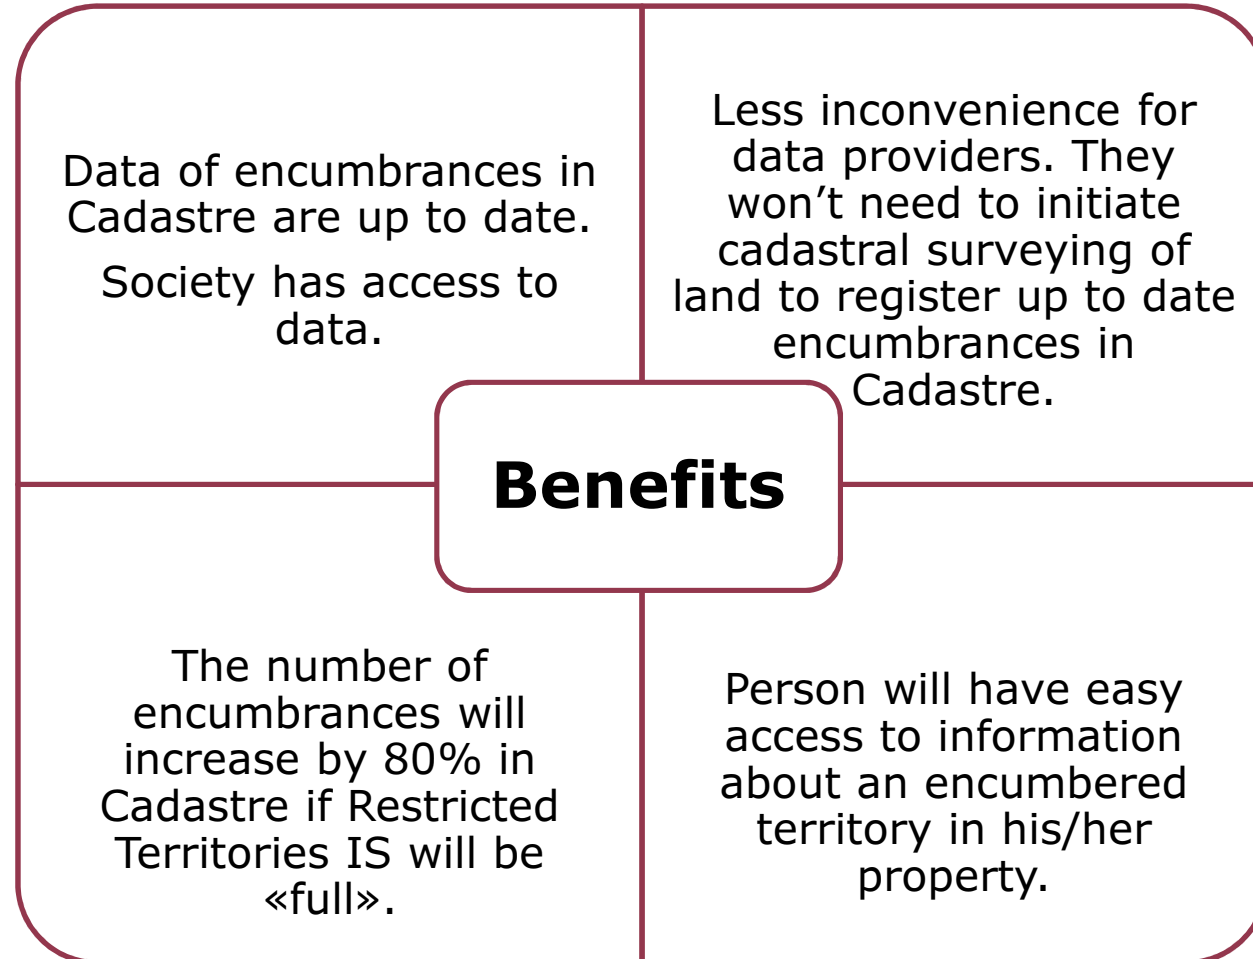 Data of encumbrances in
Cadastre are up to date.
Society has access to
data.
Less inconvenience for
data providers. They
won’t need to initiate
cadastral surveying of
land to register up to date
encumbrances in
Cadastre.
Benefits
The number of
encumbrances will
increase by 80% in
Cadastre if Restricted
Territories IS will be
«full».
Person will have easy
access to information
about an encumbered
territory in his/her
property.